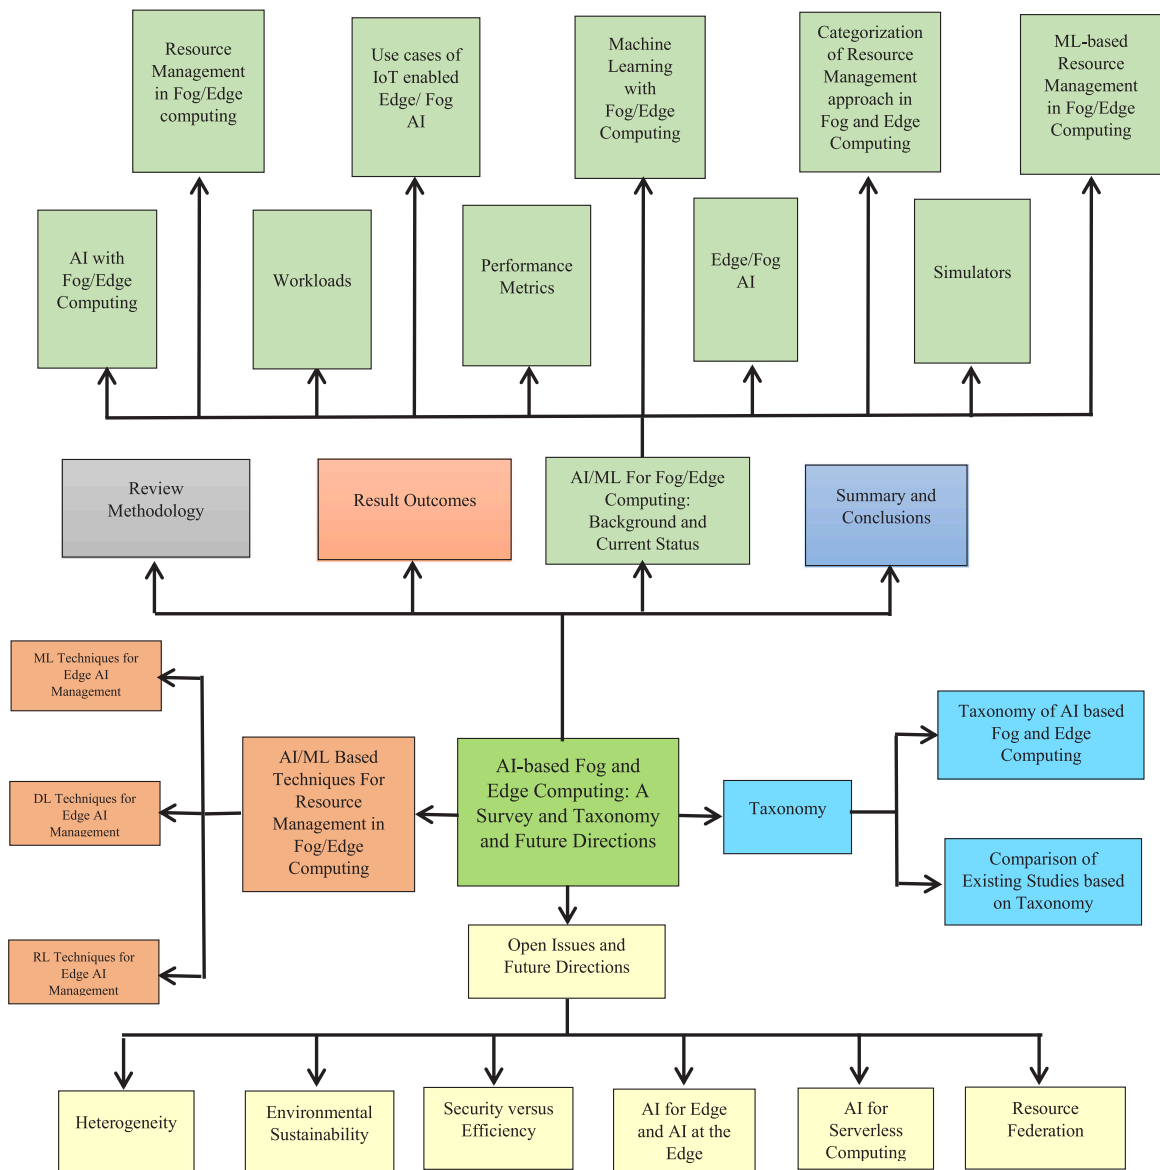 Resource
Management
in Fog/Edge
computing
Use cases of
IoT enabled
Edge/ Fog
AI
Machine
Learning
with
Fog/Edge
Computing
Categorization
of Resource
Management
approach in
Fog and Edge
Computing
ML-based
Resource
Management
in Fog/Edge
Computing
AI with
Fog/Edge
Computing
Workloads
Performance
Metrics
Edge/Fog
AI
Simulators
Review
Methodology
Result Outcomes
AI/ML For Fog/Edge
Computing:
Background and
Current Status
Summary and
Conclusions
ML Techniques for
Edge AI
Management
DL Techniques for
Edge AI
Management
RL Techniques for
Edge AI
Management
AI/ML Based
Techniques For
Resource
Management in
Fog/Edge
Computing
AI-based Fog and
Edge Computing: A
Survey and Taxonomy
and Future Directions
Taxonomy
Taxonomy of AI based
Fog and Edge
Computing
Comparison of
Existing Studies based
on Taxonomy
Open Issues and
Future Directions
Heterogeneity
Environmental
Sustainability
Security versus
Efficiency
AI for Edge
and AI at the
Edge
AI for
Serverless
Computing
Resource
Federation